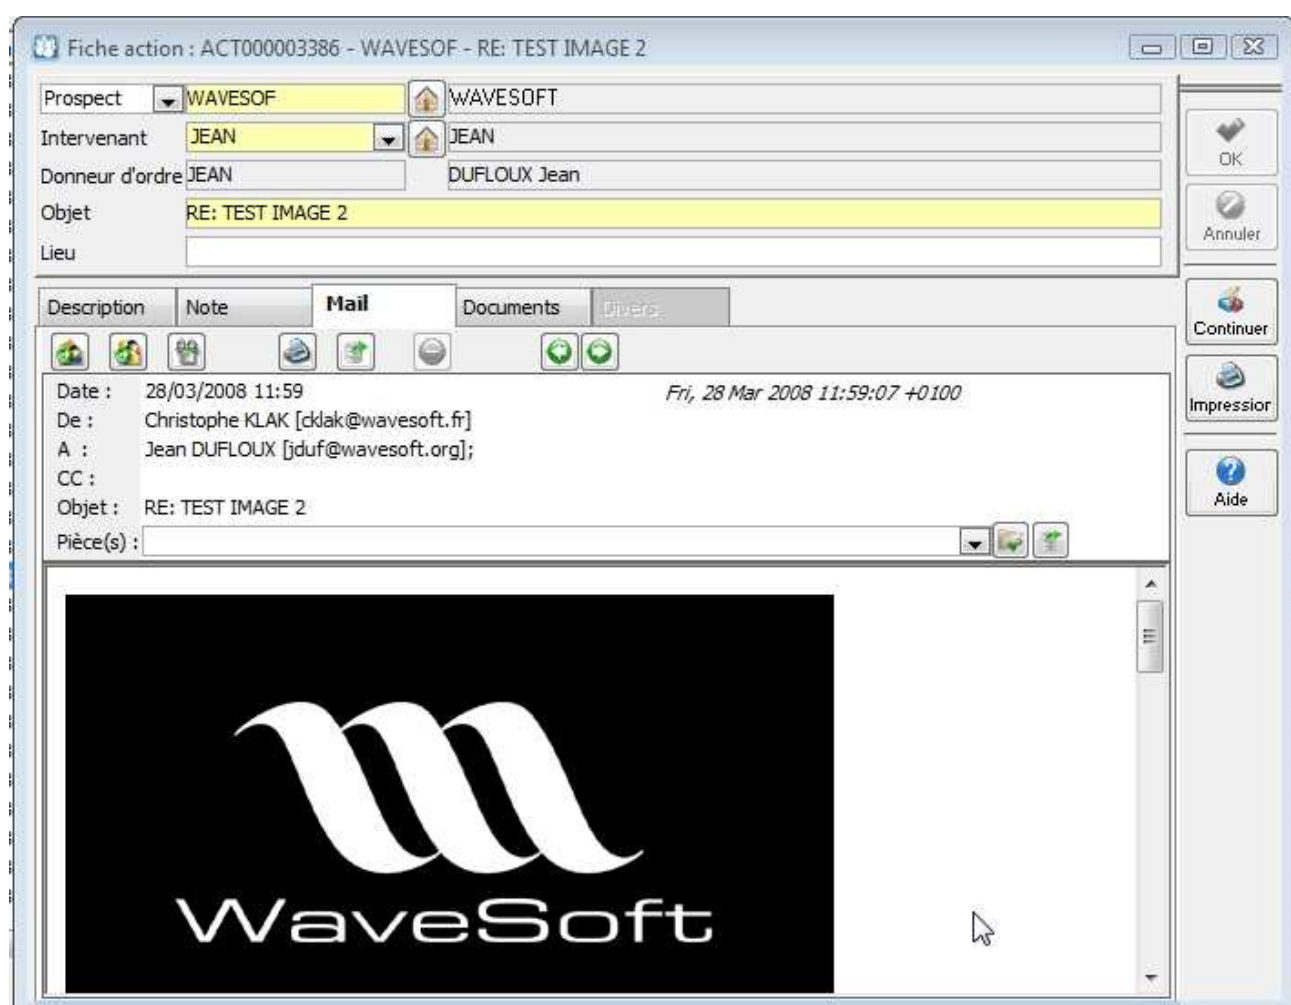 Fiche action : ACT000003386 - WAVESOF - RE: TEST IMAGE 2
Prospect WAVESOF WAVESOFT
Intervenant JEAN JEAN
Donneur d'ordre JEAN DUFLOUX Jean
Objet RE: TEST IMAGE 2
Lieu
OK
Annuler
Continuer
Impression
Aide
Description Note Mail Documents Divers
Date : 28/03/2008 11:59 Fri, 28 Mar 2008 11:59:07 +0100
De : Christophe KLAK [cklak@wavesoft.fr]
A : Jean DUFLOUX [jduf@wavesoft.org];
CC :
Objet : RE: TEST IMAGE 2
Pièce(s) :
WaveSoft